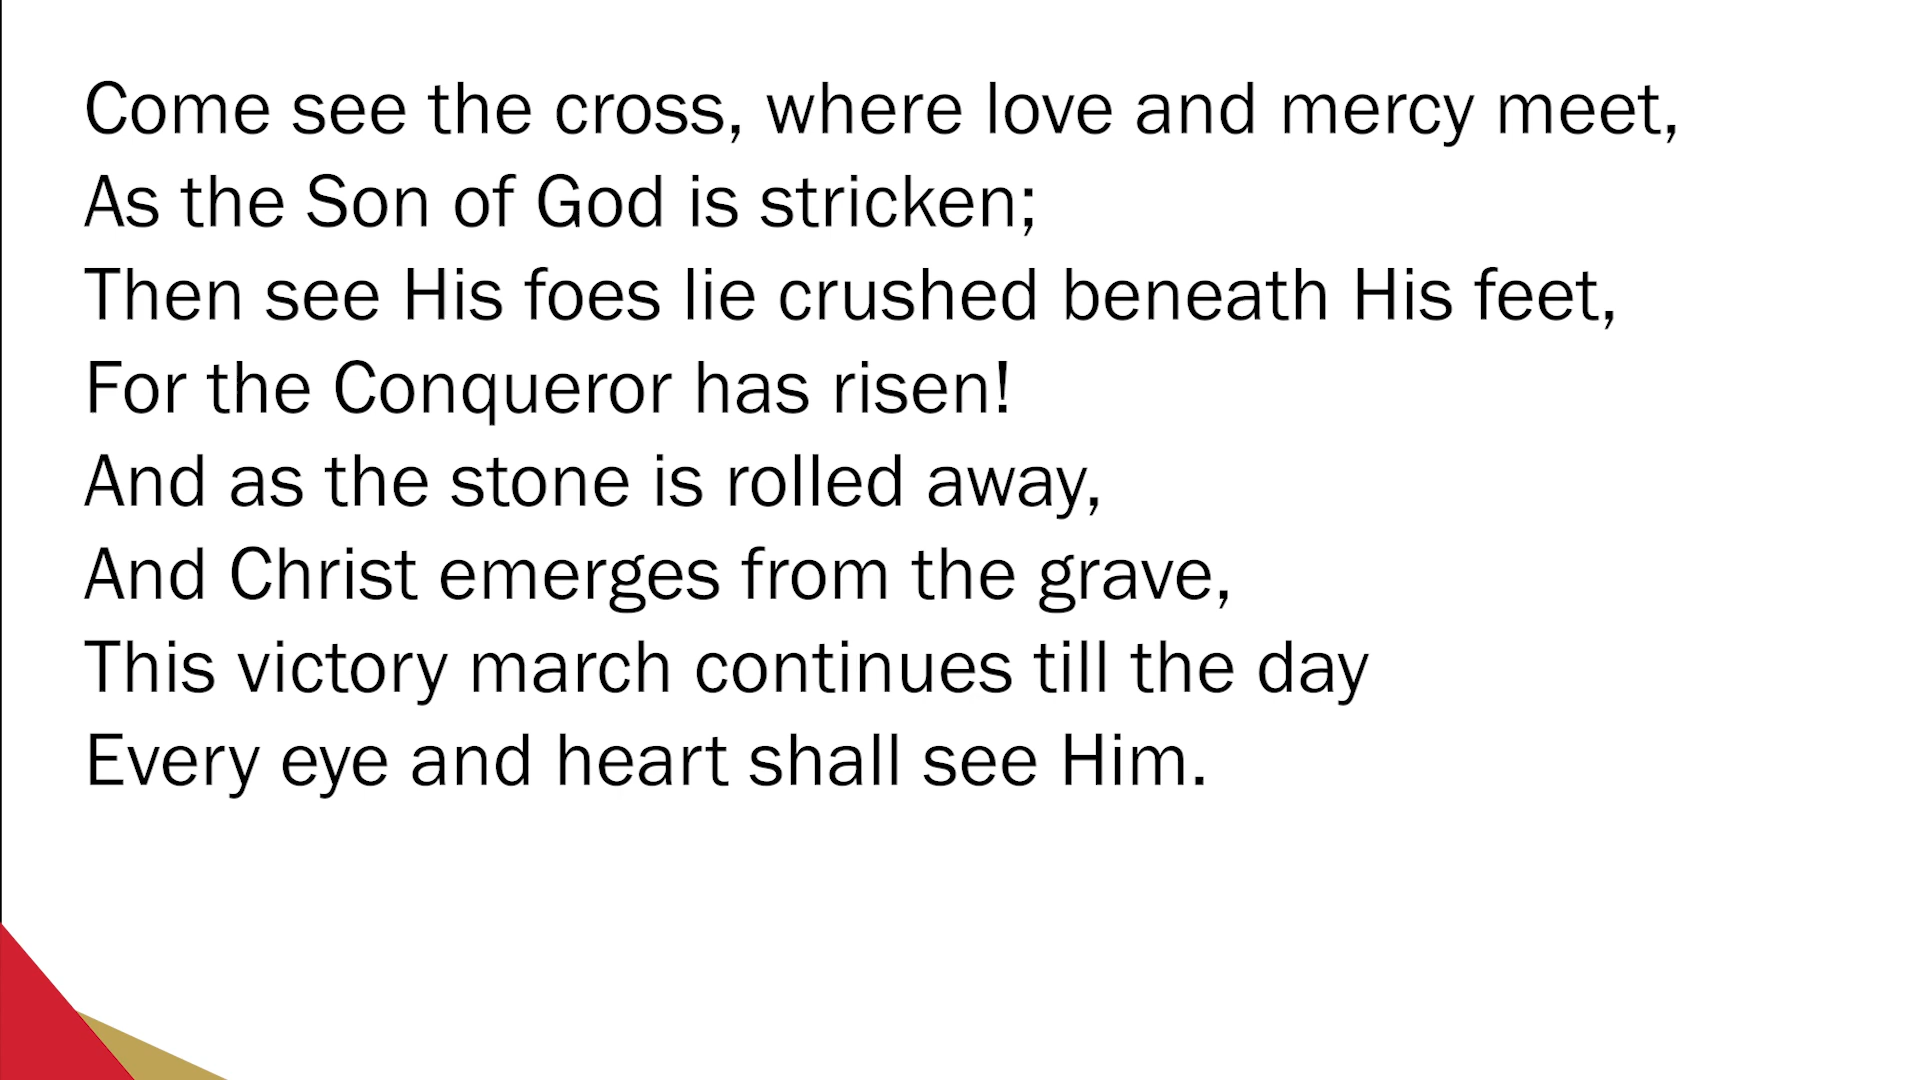 Come see the cross, where love and mercy meet,
As the Son of God is stricken;
Then see His foes lie crushed beneath His feet,
For the Conqueror has risen!
And as the stone is rolled away,
And Christ emerges from the grave,
This victory march continues till the day
Every eye and heart shall see Him.